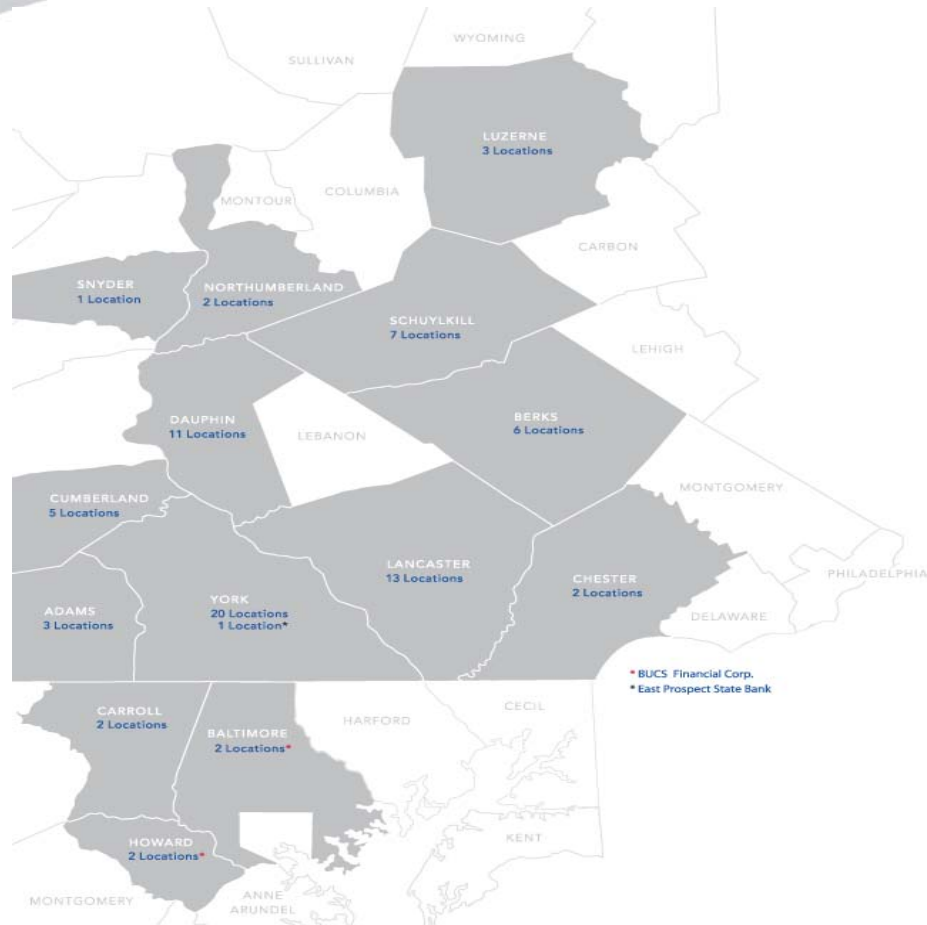 WYOMING
SULLIVAN
LUZERNE
3 Locations
COLUMBIA
MONTOUR
CARBON
SNYDER
1 Location
NORTHUMBERLAND
2 Locations
SCHUYLKILL
7 Locations
LEHIGH
DAUPHIN
11 Locations
LEBANON
BERKS
6 Locations
MONTGOMERY
CUMBERLAND
5 Locations
LANCASTER
13 Locations
CHESTER
2 Locations
PHILADELPHIA
DELAWARE
ADAMS
3 Locations
YORK
20 Locations
1 Location*
* BUCS Financial Corp.
* East Prospect State Bank
CARROLL
2 Locations
BALTIMORE
2 Locations*
HARFORD
CECIL
KENT
HOWARD
2 Locations*
MONTGOMERY
ANNE
ARUNDEL